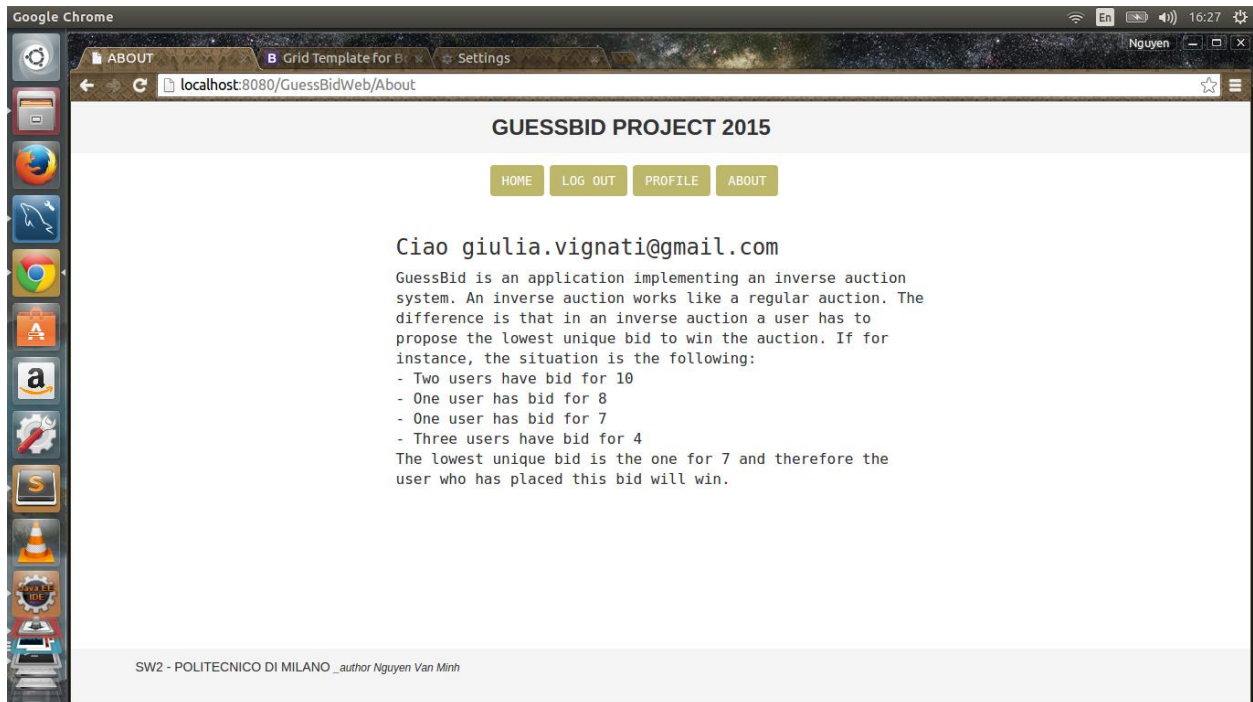 Google Chrome
En
16:27
ABOUT
Grid Template for Bo
Settings
Nguyen
localhost:8080/GuessBidWeb/About
GUESSBID PROJECT 2015
HOME LOG OUT PROFILE ABOUT
Ciao giulia.vignati@gmail.com
GuessBid is an application implementing an inverse auction
system. An inverse auction works like a regular auction. The
difference is that in an inverse auction a user has to
propose the lowest unique bid to win the auction. If for
instance, the situation is the following:
- Two users have bid for 10
- One user has bid for 8
- One user has bid for 7
- Three users have bid for 4
The lowest unique bid is the one for 7 and therefore the
user who has placed this bid will win.
Java EE
IDE
SW2 - POLITECNICO DI MILANO _author Nguyen Van Minh